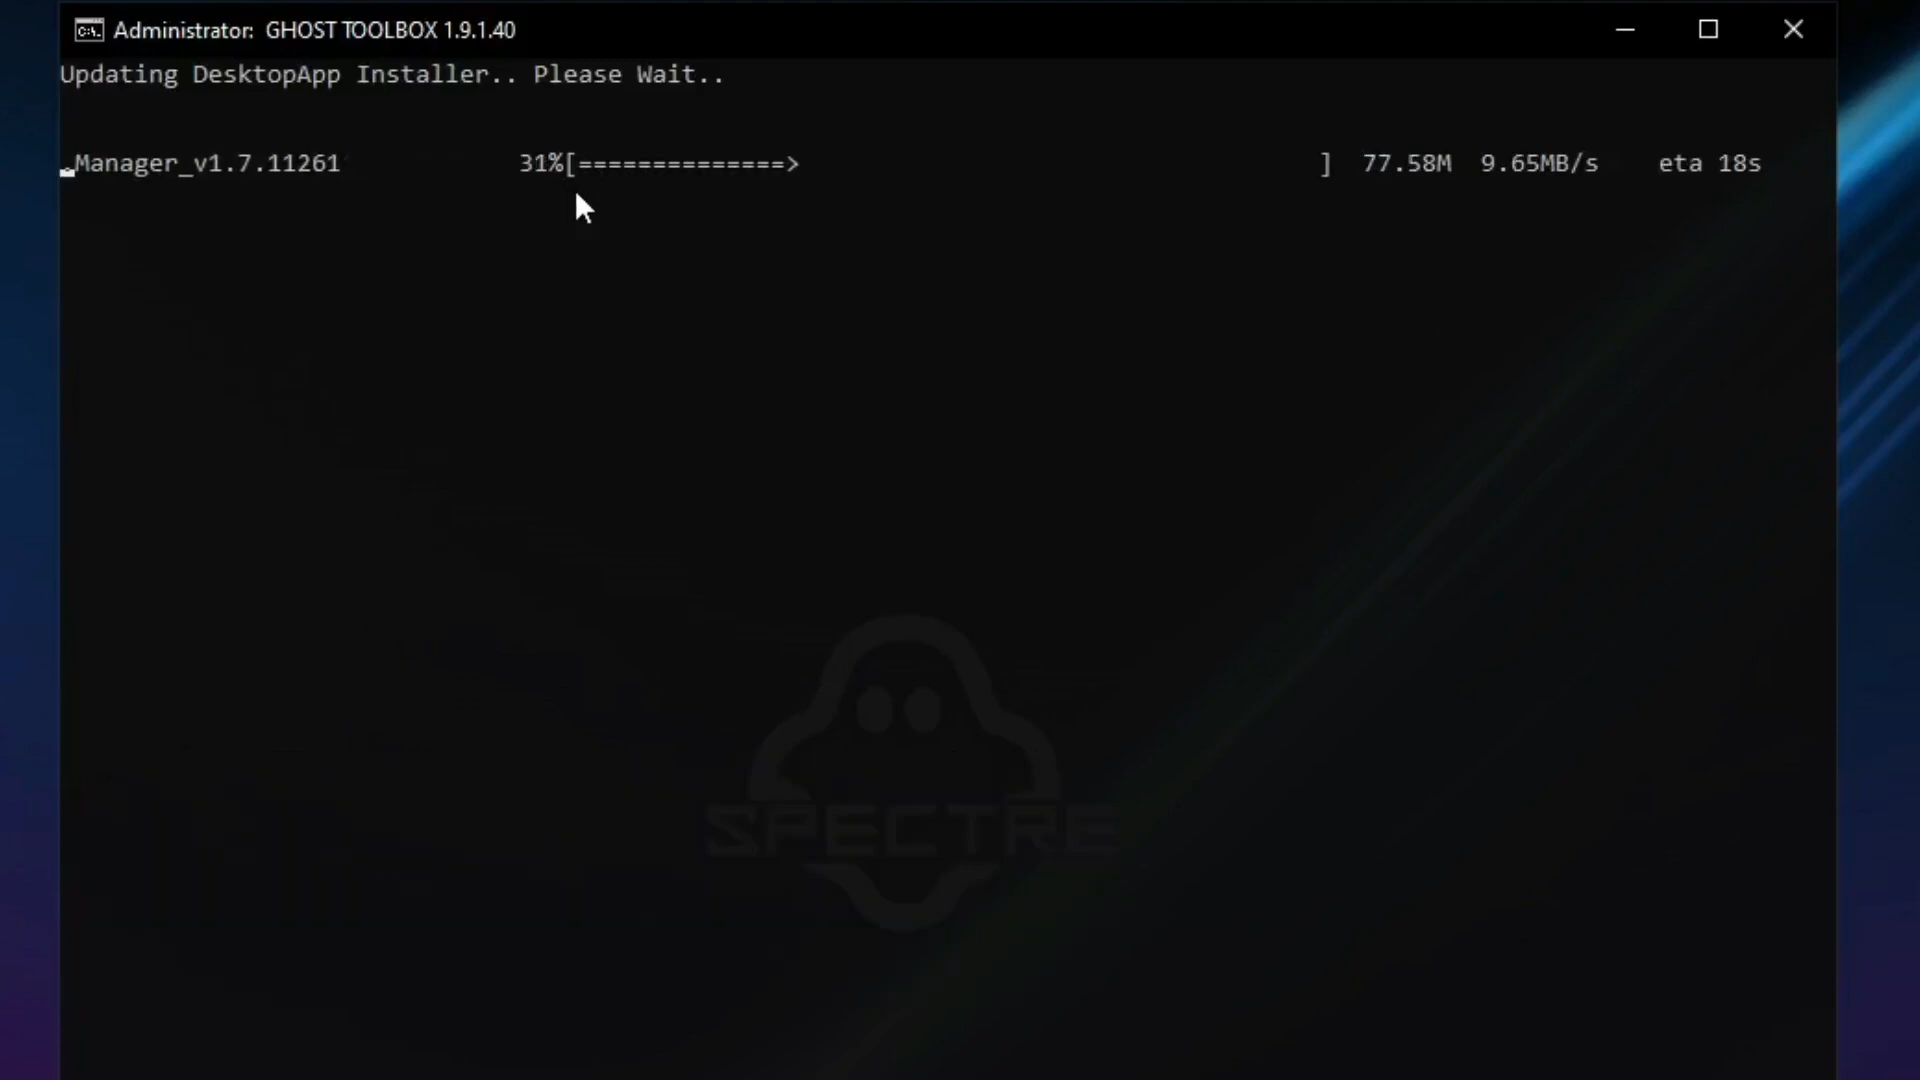 Administrator: GHOST TOOLBOX 1.9.1.40
Updating DesktopApp Installer.. Please Wait..
_Manager_v1.7.11261 31%[==============> ] 77.58M 9.65MB/s eta 18s
SPECTRE